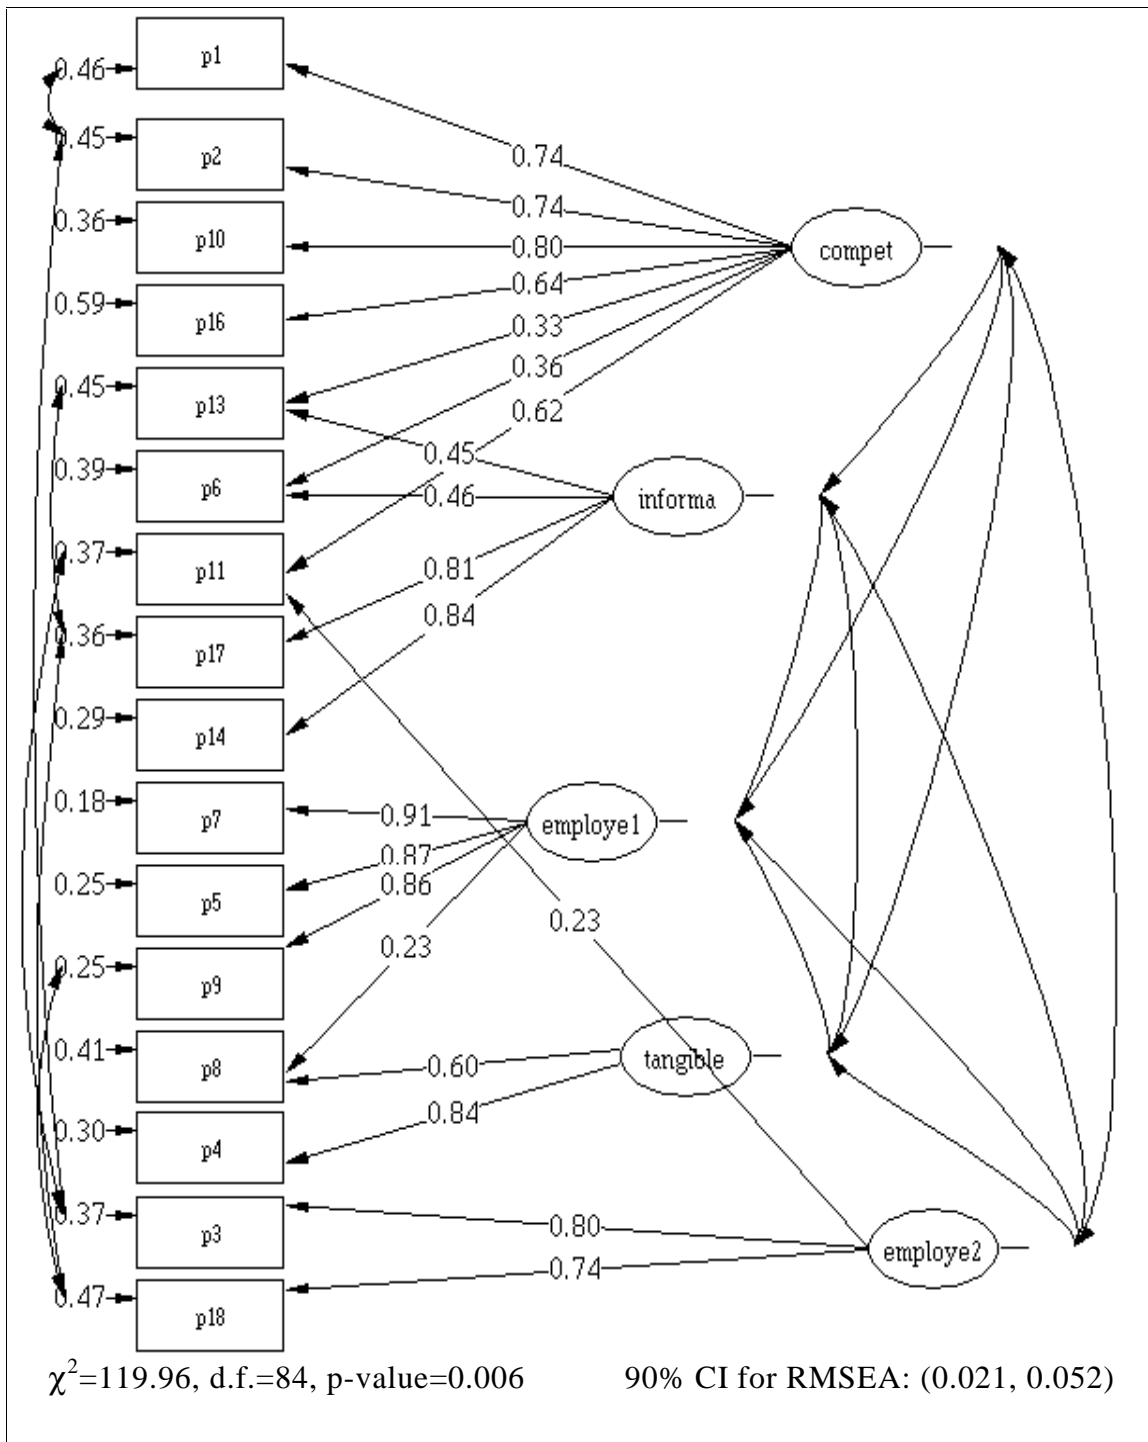 0.46 p1
0.74
0.45 p2
0.74
0.36 p10
0.80
compet
0.64
0.59 p16
0.33
0.36
0.45 p13
0.62
0.45
0.39 p6
0.46
informa
0.37 p11
0.81
0.84
0.36 p17
0.29 p14
0.18 p7
0.91
employe1
0.87
0.25 p5
0.86
0.23
0.23
0.25 p9
0.41 p8
0.60
tangible
0.84
0.30 p4
0.37 p3
0.80
employe2
0.74
0.47 p18
χ²=119.96, d.f.=84, p-value=0.006 90% CI for RMSEA: (0.021, 0.052)